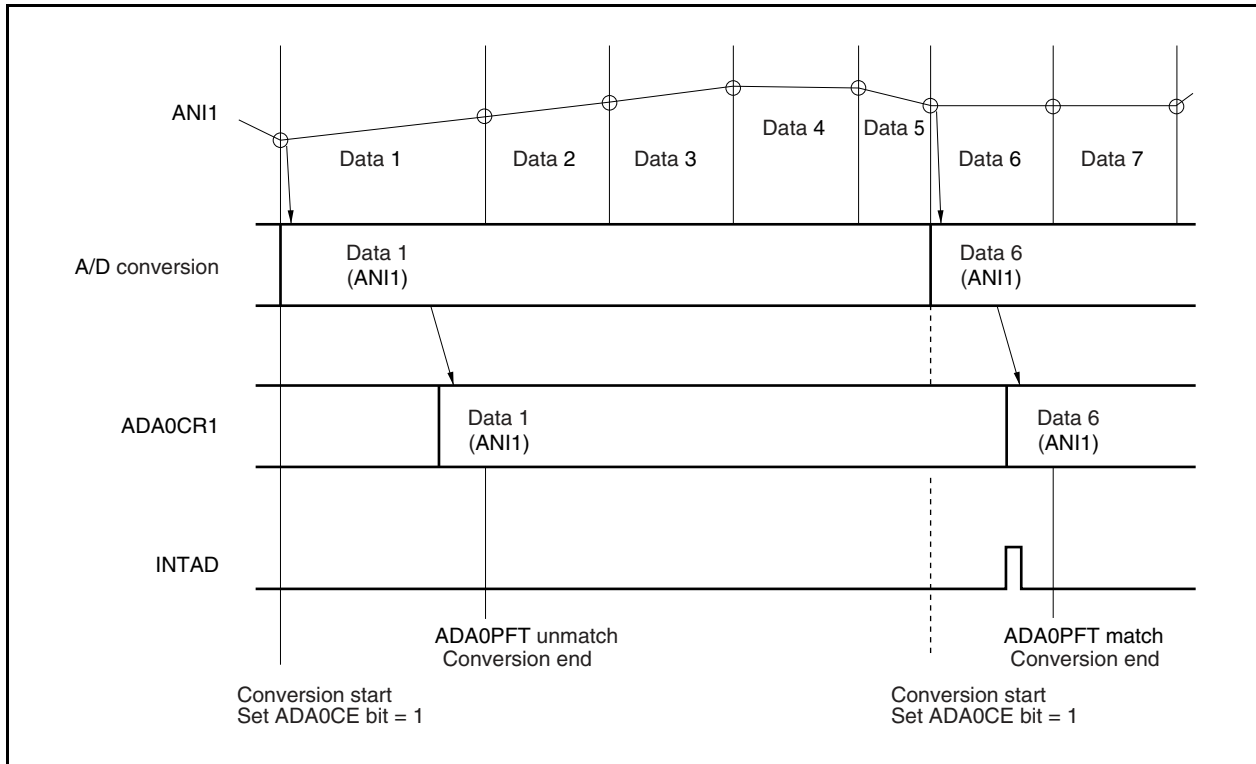 ANI1
Data 1
Data 2
Data 3
Data 4
Data 5
Data 6
Data 7
A/D conversion
Data 1
(ANI1)
Data 6
(ANI1)
ADA0CR1
Data 1
(ANI1)
Data 6
(ANI1)
INTAD
ADA0PFT unmatch
Conversion end
ADA0PFT match
Conversion end
Conversion start
Set ADA0CE bit = 1
Conversion start
Set ADA0CE bit = 1